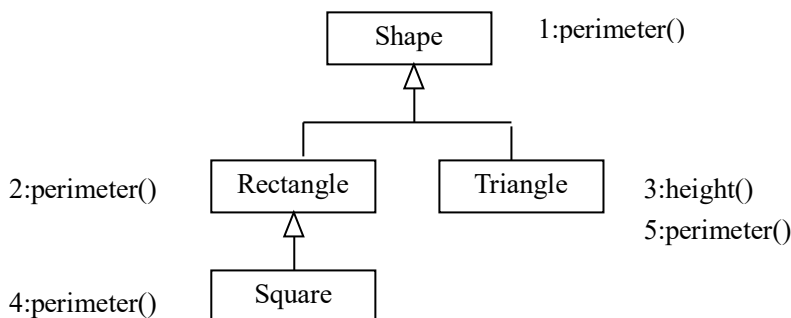 Shape
1:perimeter()
2:perimeter()
Rectangle
Triangle
3:height()
5:perimeter()
4:perimeter()
Square